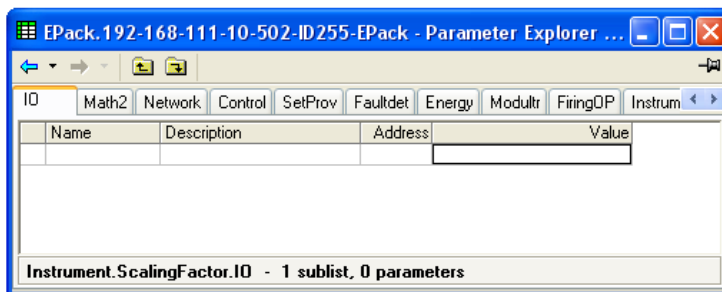 EPack.192-168-111-10-502-ID255-EPack - Parameter Explorer ...
IO Math2 Network Control SetProv Faultdet Energy Modultr FiringOP Instrum
Name Description Address Value
Instrument.ScalingFactor.IO - 1 sublist, 0 parameters